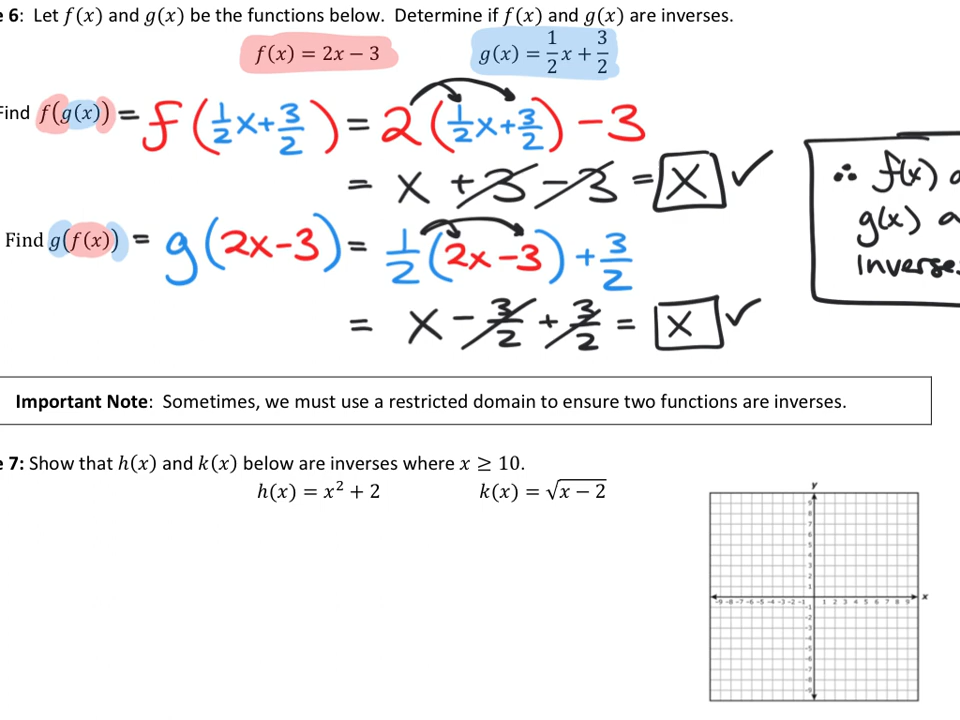 e 6: Let f(x) and g(x) be the functions below. Determine if f(x) and g(x) are inverses.
f(x) = 2x − 3 g(x) = 1/2 x + 3/2
Find f(g(x)) = f(1/2 x + 3/2) = 2(1/2 x + 3/2) − 3
= x + 3 − 3 = x ✓
∴ f(x) a
g(x) a
Inverse
Find g(f(x)) = g(2x − 3) = 1/2 (2x − 3) + 3/2
= x − 3/2 + 3/2 = x ✓
Important Note: Sometimes, we must use a restricted domain to ensure two functions are inverses.
e 7: Show that h(x) and k(x) below are inverses where x ≥ 10.
h(x) = x² + 2 k(x) = √(x − 2)
y
x